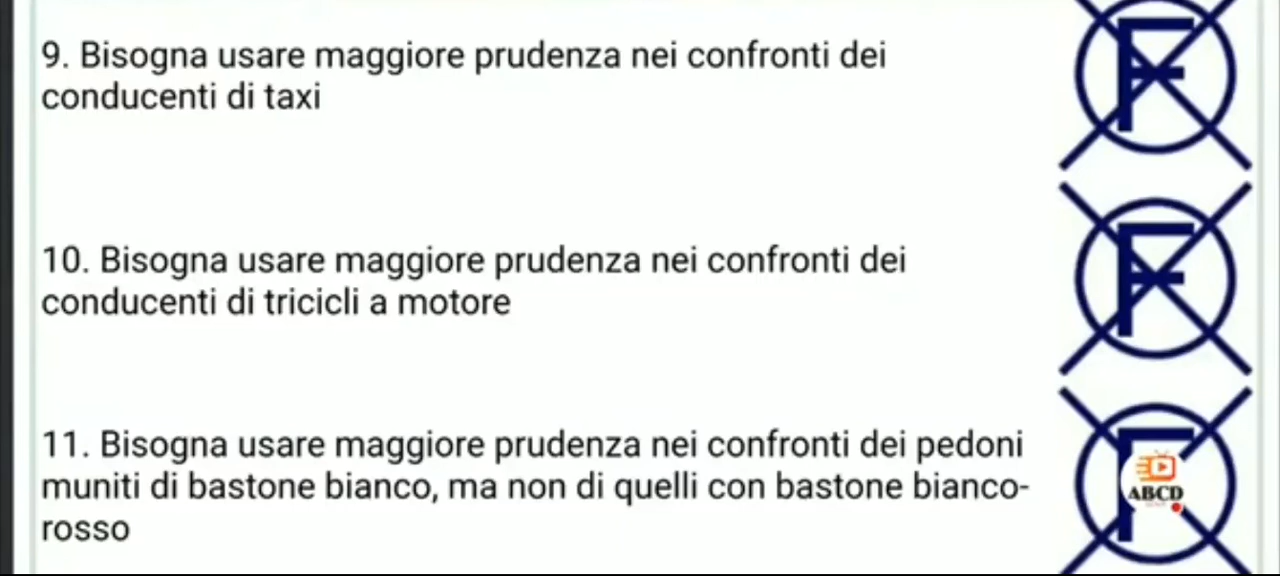 9. Bisogna usare maggiore prudenza nei confronti dei
conducenti di taxi
F
10. Bisogna usare maggiore prudenza nei confronti dei
conducenti di tricicli a motore
F
11. Bisogna usare maggiore prudenza nei confronti dei pedoni
muniti di bastone bianco, ma non di quelli con bastone bianco-
rosso
F
ABCD